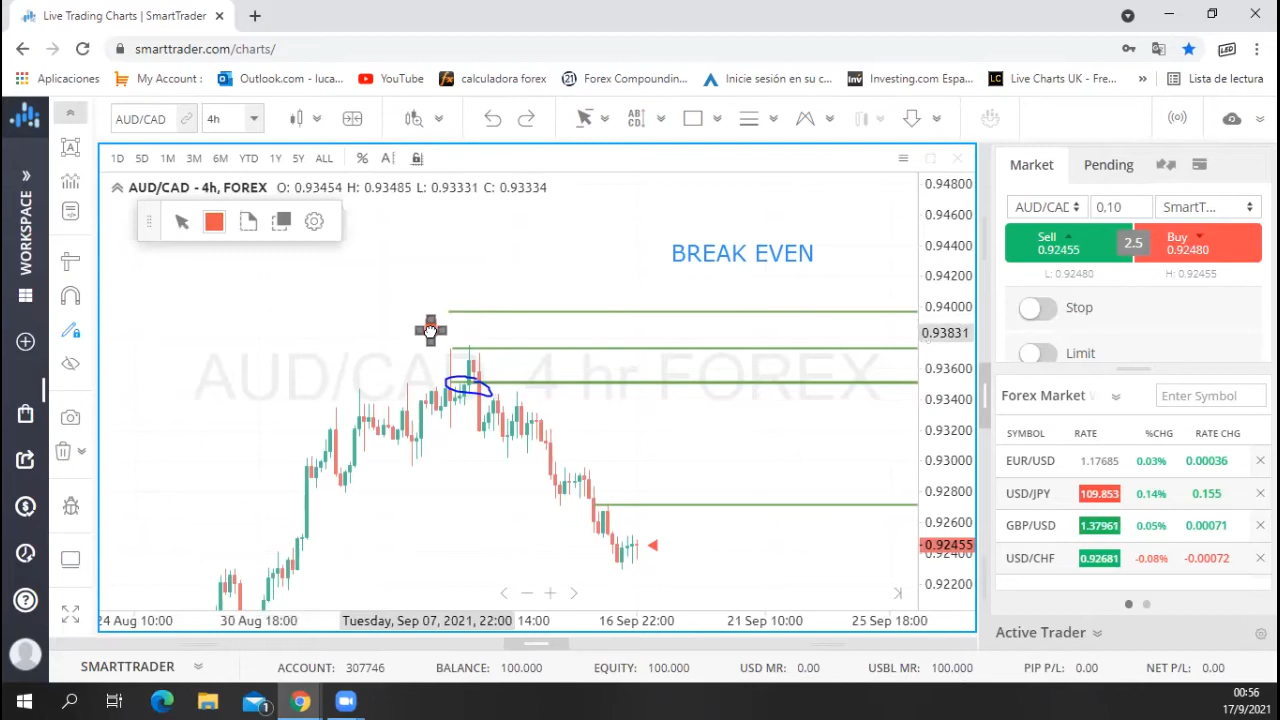 Live Trading Charts | SmartTrader
smarttrader.com/charts/
Aplicaciones My Account : Outlook.com - luca... YouTube calculadora forex Forex Compoundin... Inicie sesión en su c... Investing.com Espa... Live Charts UK - Fre... » Lista de lectura
AUD/CAD 4h
1D 5D 1M 3M 6M YTD 1Y 5Y ALL % A
AUD/CAD - 4h, FOREX O: 0.93454 H: 0.93485 L: 0.93331 C: 0.93334
BREAK EVEN
AUD/CAD 4 hr FOREX
0.94800
0.94600
0.94400
0.94200
0.94000
0.93831
0.93600
0.93400
0.93200
0.93000
0.92800
0.92600
0.92455
0.92400
0.92200
24 Aug 10:00 30 Aug 18:00 Tuesday, Sep 07, 2021, 22:00 14:00 16 Sep 22:00 21 Sep 10:00 25 Sep 18:00
WORKSPACE
Market Pending
AUD/CAD 0,10 SmartT...
Sell Buy
0.92455 2.5 0.92480
L: 0.92480 H: 0.92455
Stop
Limit
Forex Market Enter Symbol
SYMBOL RATE %CHG RATE CHG
EUR/USD 1.17685 0.03% 0.00036
USD/JPY 109.853 0.14% 0.155
GBP/USD 1.37961 0.05% 0.00071
USD/CHF 0.92681 -0.08% -0.00072
Active Trader
SMARTTRADER ACCOUNT: 307746 BALANCE: 100.000 EQUITY: 100.000 USD MR: 0.00 USBL MR: 100.000 PIP P/L: 0.00 NET P/L: 0.00
1
00:56
17/9/2021